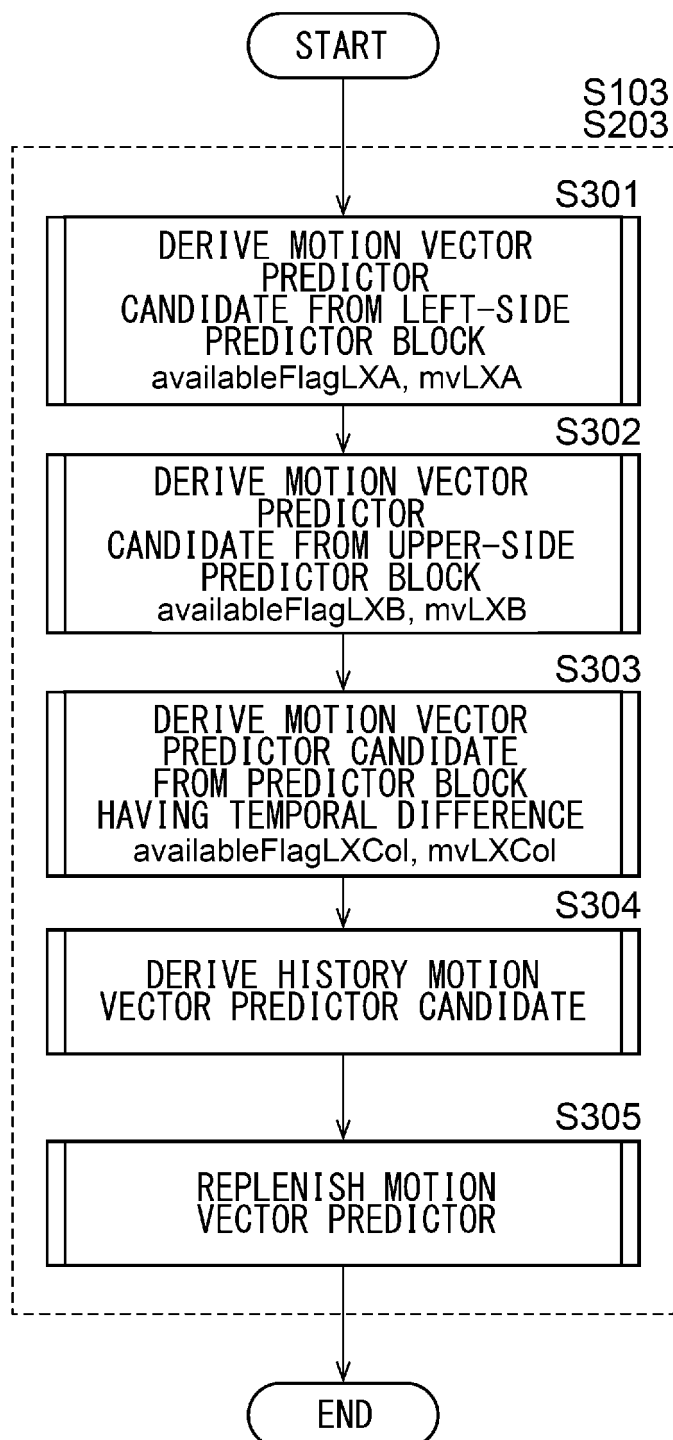 START
S103
S203
S301
DERIVE MOTION VECTOR
PREDICTOR
CANDIDATE FROM LEFT-SIDE
PREDICTOR BLOCK
availableFlagLXA, mvLXA
S302
DERIVE MOTION VECTOR
PREDICTOR
CANDIDATE FROM UPPER-SIDE
PREDICTOR BLOCK
availableFlagLXB, mvLXB
S303
DERIVE MOTION VECTOR
PREDICTOR CANDIDATE
FROM PREDICTOR BLOCK
HAVING TEMPORAL DIFFERENCE
availableFlagLXCol, mvLXCol
S304
DERIVE HISTORY MOTION
VECTOR PREDICTOR CANDIDATE
S305
REPLENISH MOTION
VECTOR PREDICTOR
END